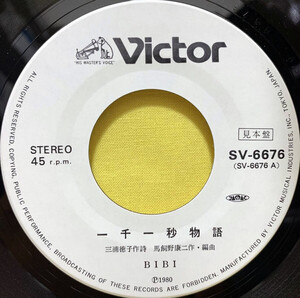 Victor
"HIS MASTER'S VOICE"
STEREO
45 r.p.m.
見本盤
SV-6676
(SV-6676 A)
一千一秒物語
三浦徳子作詩 馬飼野康二作・編曲
BIBI
Ⓟ1980
ALL RIGHTS RESERVED, COPYING, PUBLIC PERFORMANCE, BROADCASTING OF THESE RECORDS ARE FORBIDDEN. MANUFACTURED BY VICTOR MUSICAL INDUSTRIES, INC., TOKYO, JAPAN.